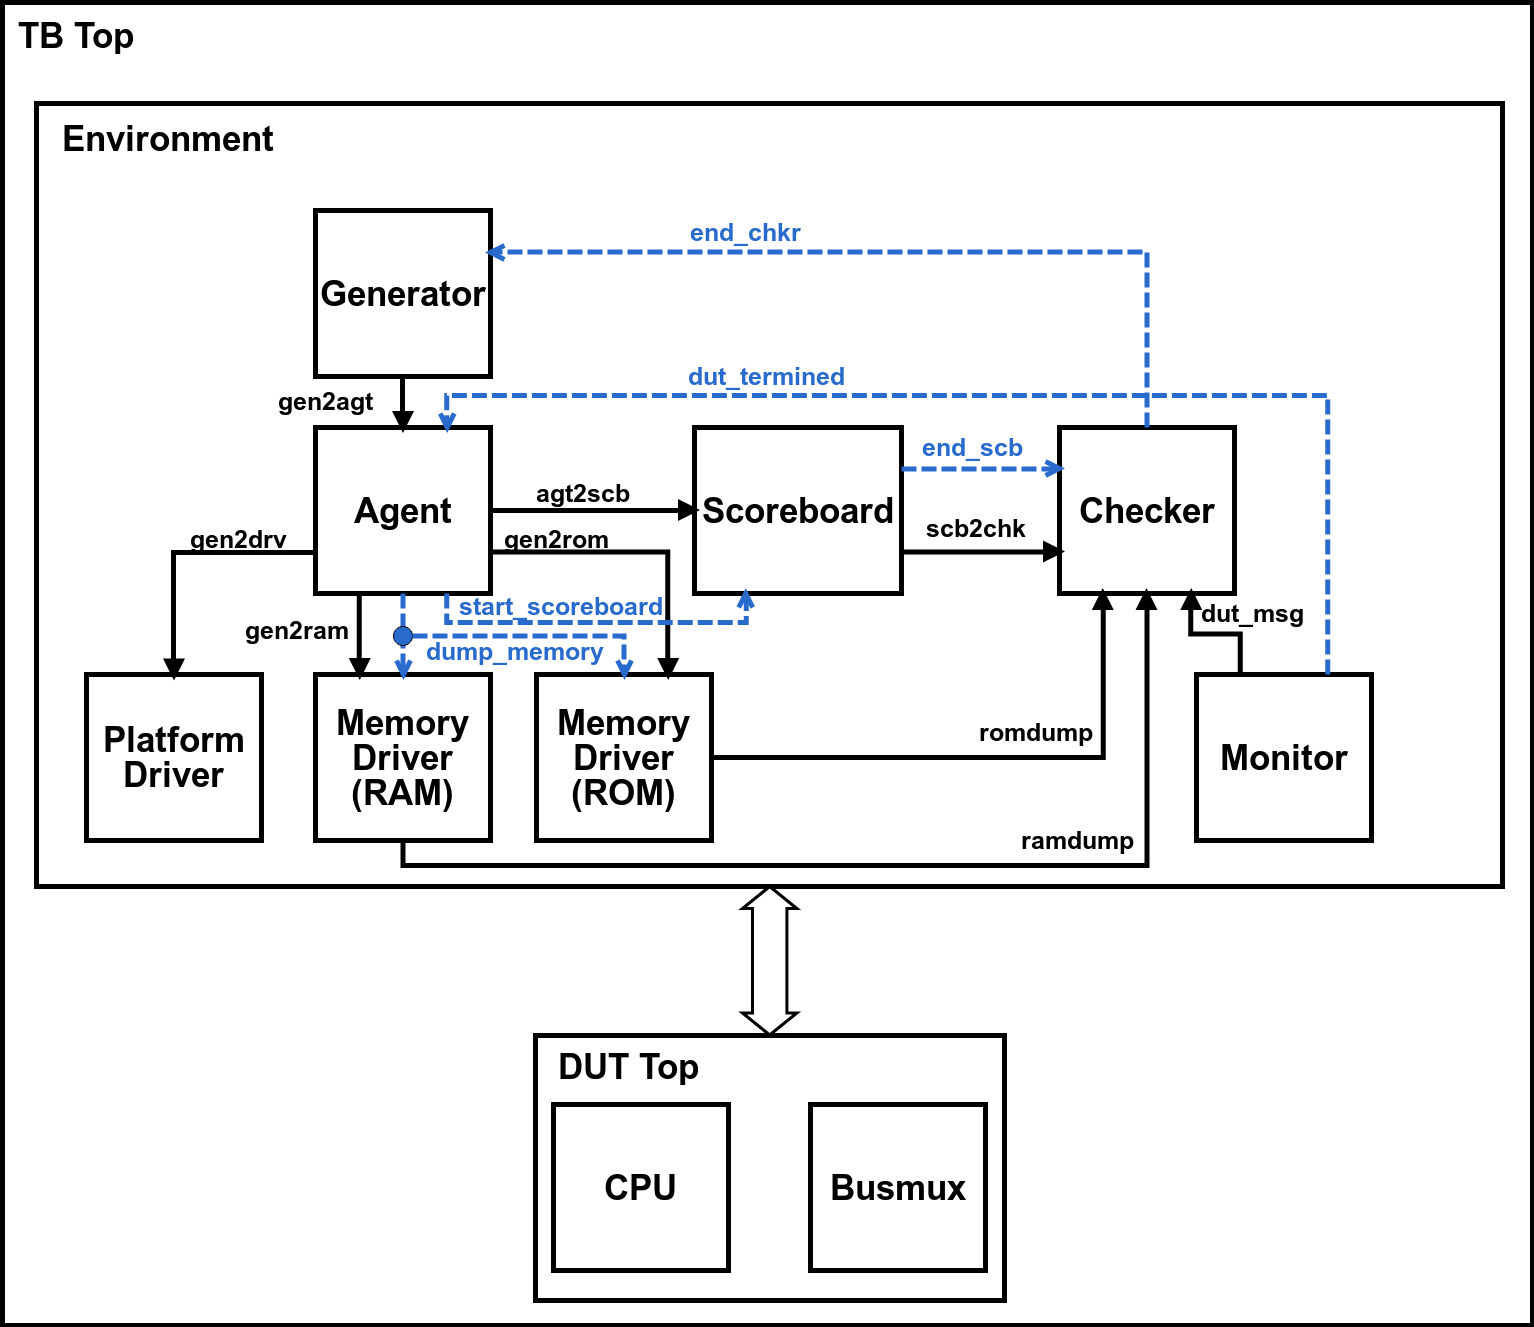 TB Top
Environment
end_chkr
Generator
dut_termined
gen2agt
end_scb
agt2scb
Agent
Scoreboard
Checker
scb2chk
gen2drv
gen2rom
start_scoreboard
dut_msg
gen2ram
dump_memory
Platform
Driver
Memory
Driver
(RAM)
Memory
Driver
(ROM)
romdump
Monitor
ramdump
DUT Top
CPU
Busmux